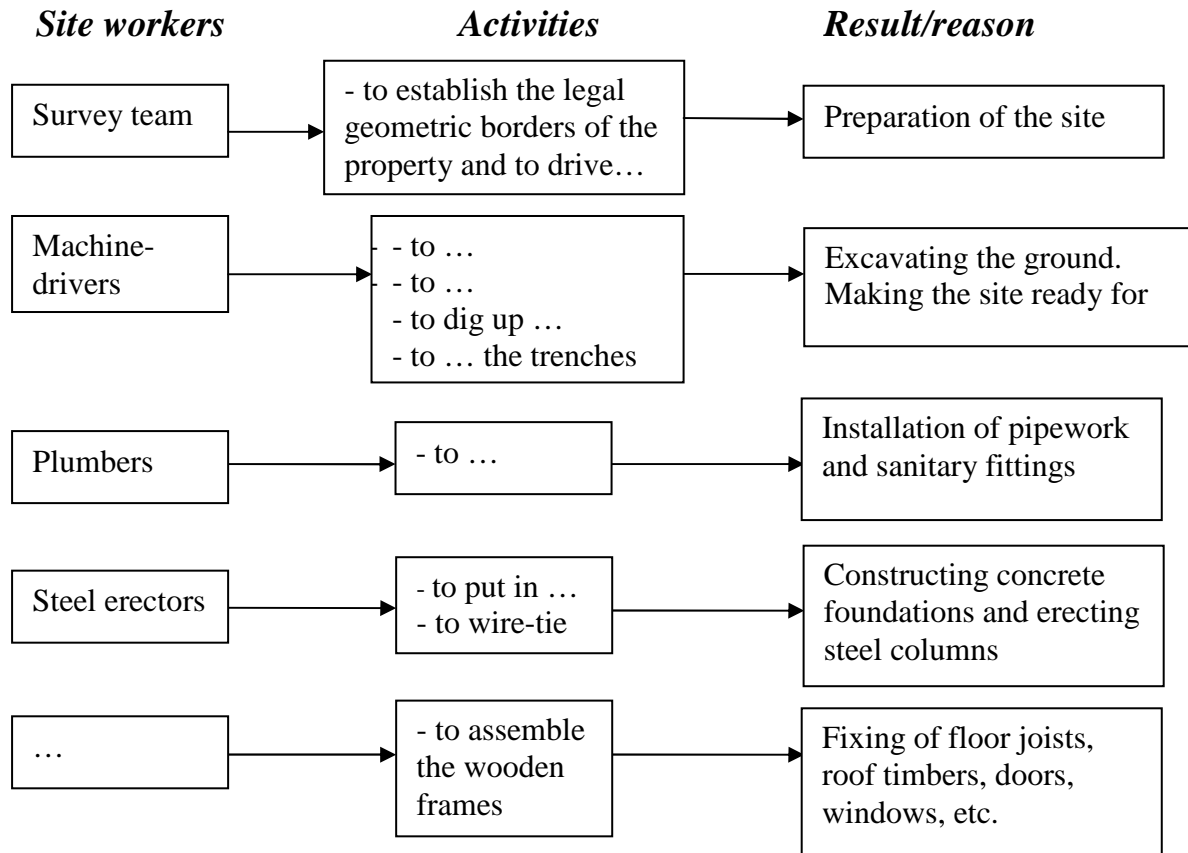 Site workers
Activities
Result/reason
Survey team
- to establish the legal
geometric borders of the
property and to drive…
Preparation of the site
Machine-
drivers
- - to …
- - to …
- to dig up …
- to … the trenches
Excavating the ground.
Making the site ready for
Plumbers
- to …
Installation of pipework
and sanitary fittings
Steel erectors
- to put in …
- to wire-tie
Constructing concrete
foundations and erecting
steel columns
…
- to assemble
the wooden
frames
Fixing of floor joists,
roof timbers, doors,
windows, etc.